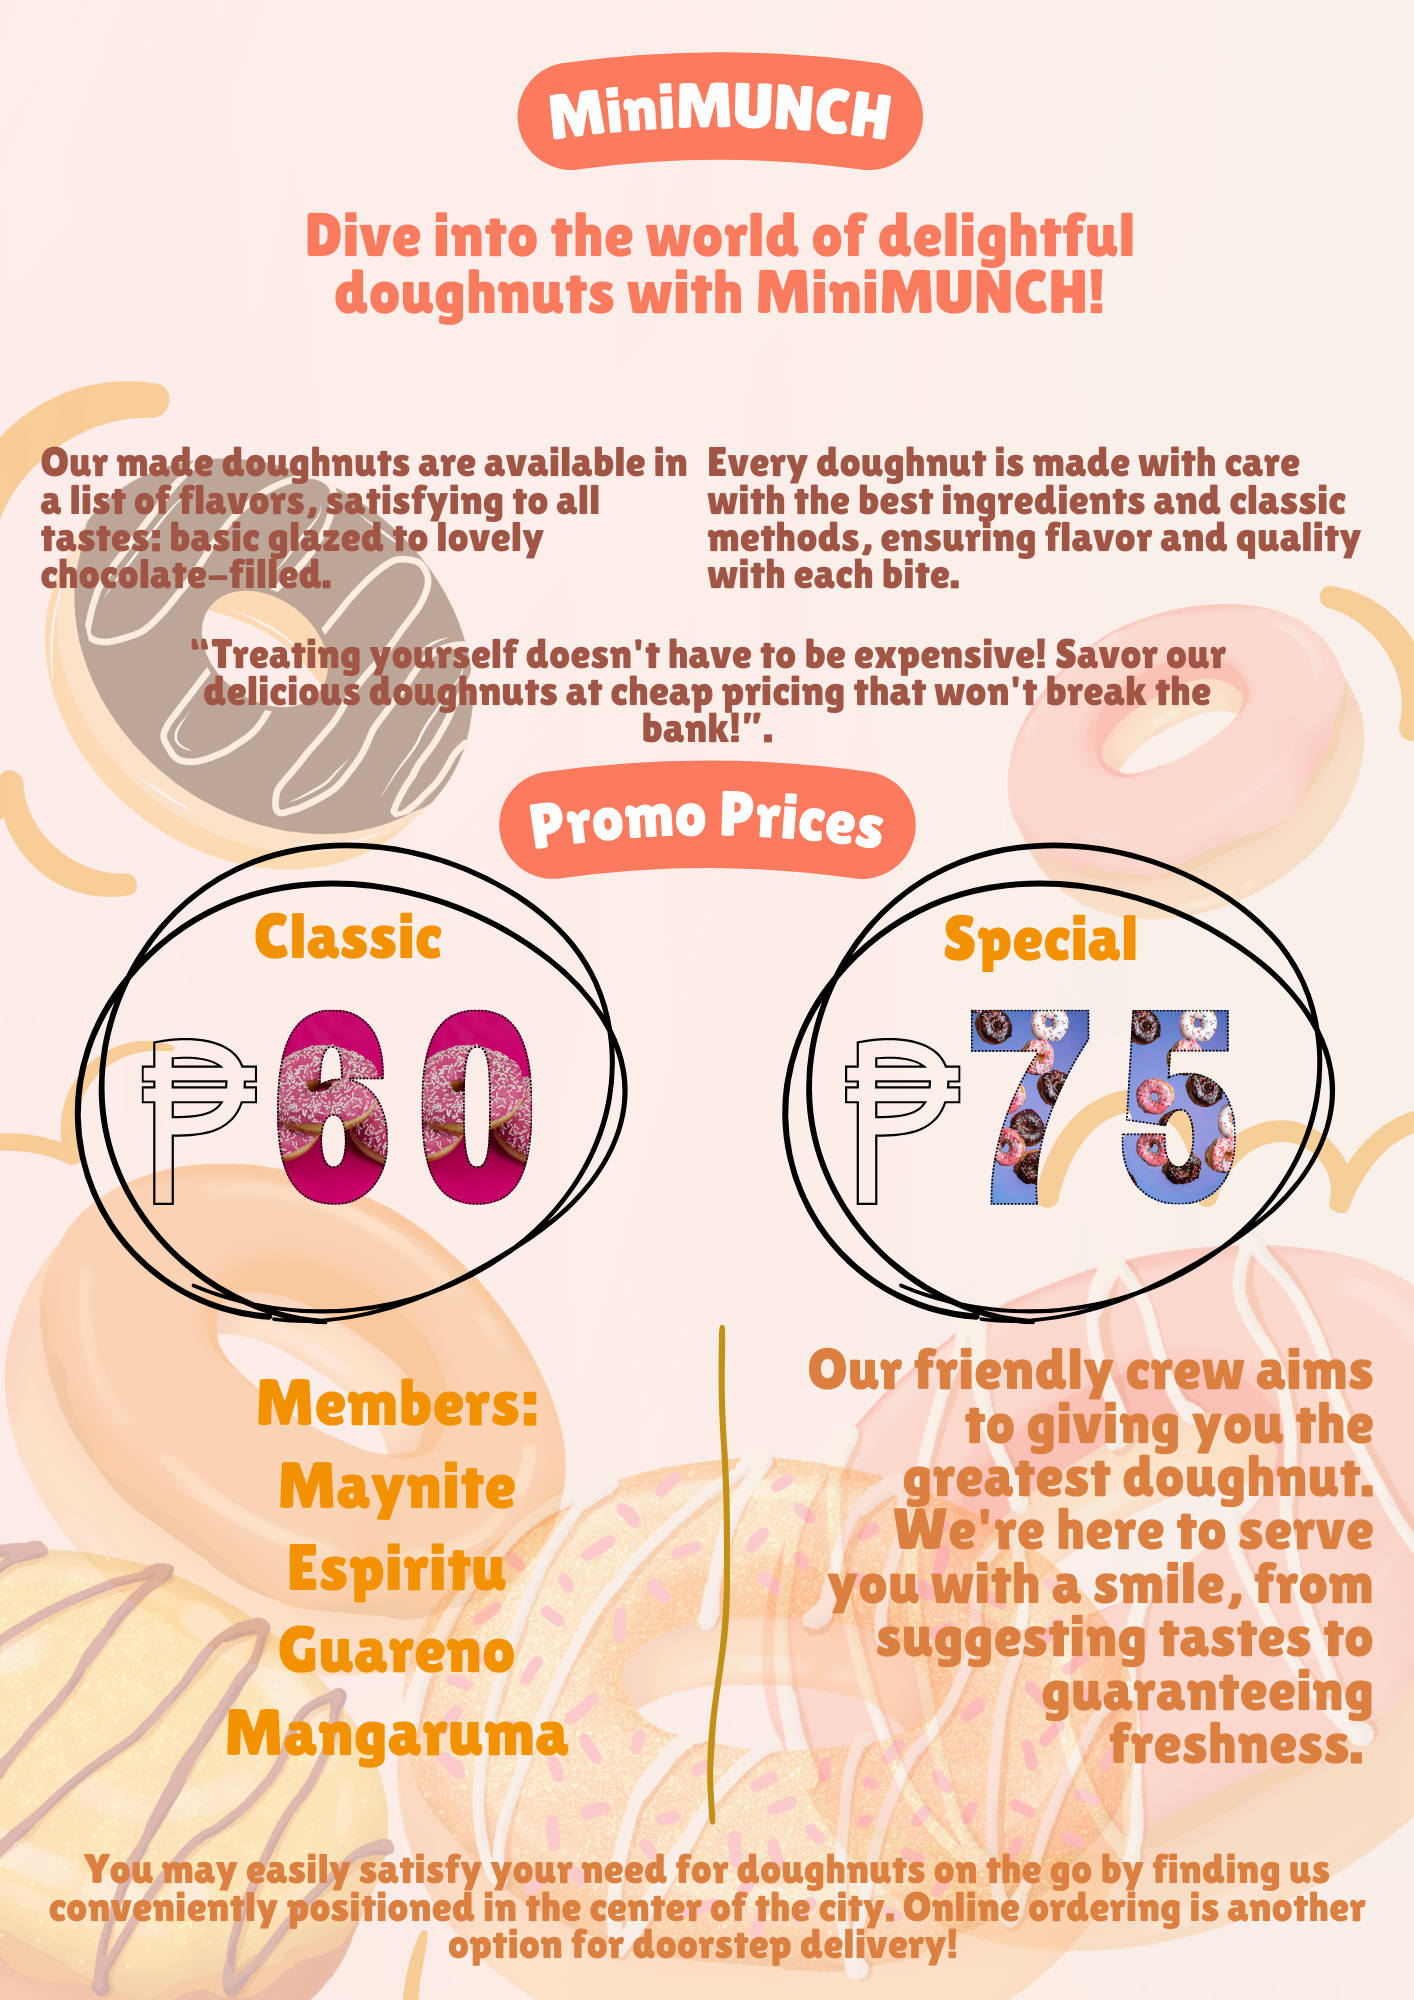 MiniMUNCH
Dive into the world of delightful
doughnuts with MiniMUNCH!
Our made doughnuts are available in
a list of flavors, satisfying to all
tastes: basic glazed to lovely
chocolate-filled.
Every doughnut is made with care
with the best ingredients and classic
methods, ensuring flavor and quality
with each bite.
“Treating yourself doesn't have to be expensive! Savor our
delicious doughnuts at cheap pricing that won't break the
bank!”.
Promo Prices
Classic
₱60
Special
₱75
Members:
Maynite
Espiritu
Guareno
Mangaruma
Our friendly crew aims
to giving you the
greatest doughnut.
We're here to serve
you with a smile, from
suggesting tastes to
guaranteeing
freshness.
You may easily satisfy your need for doughnuts on the go by finding us
conveniently positioned in the center of the city. Online ordering is another
option for doorstep delivery!